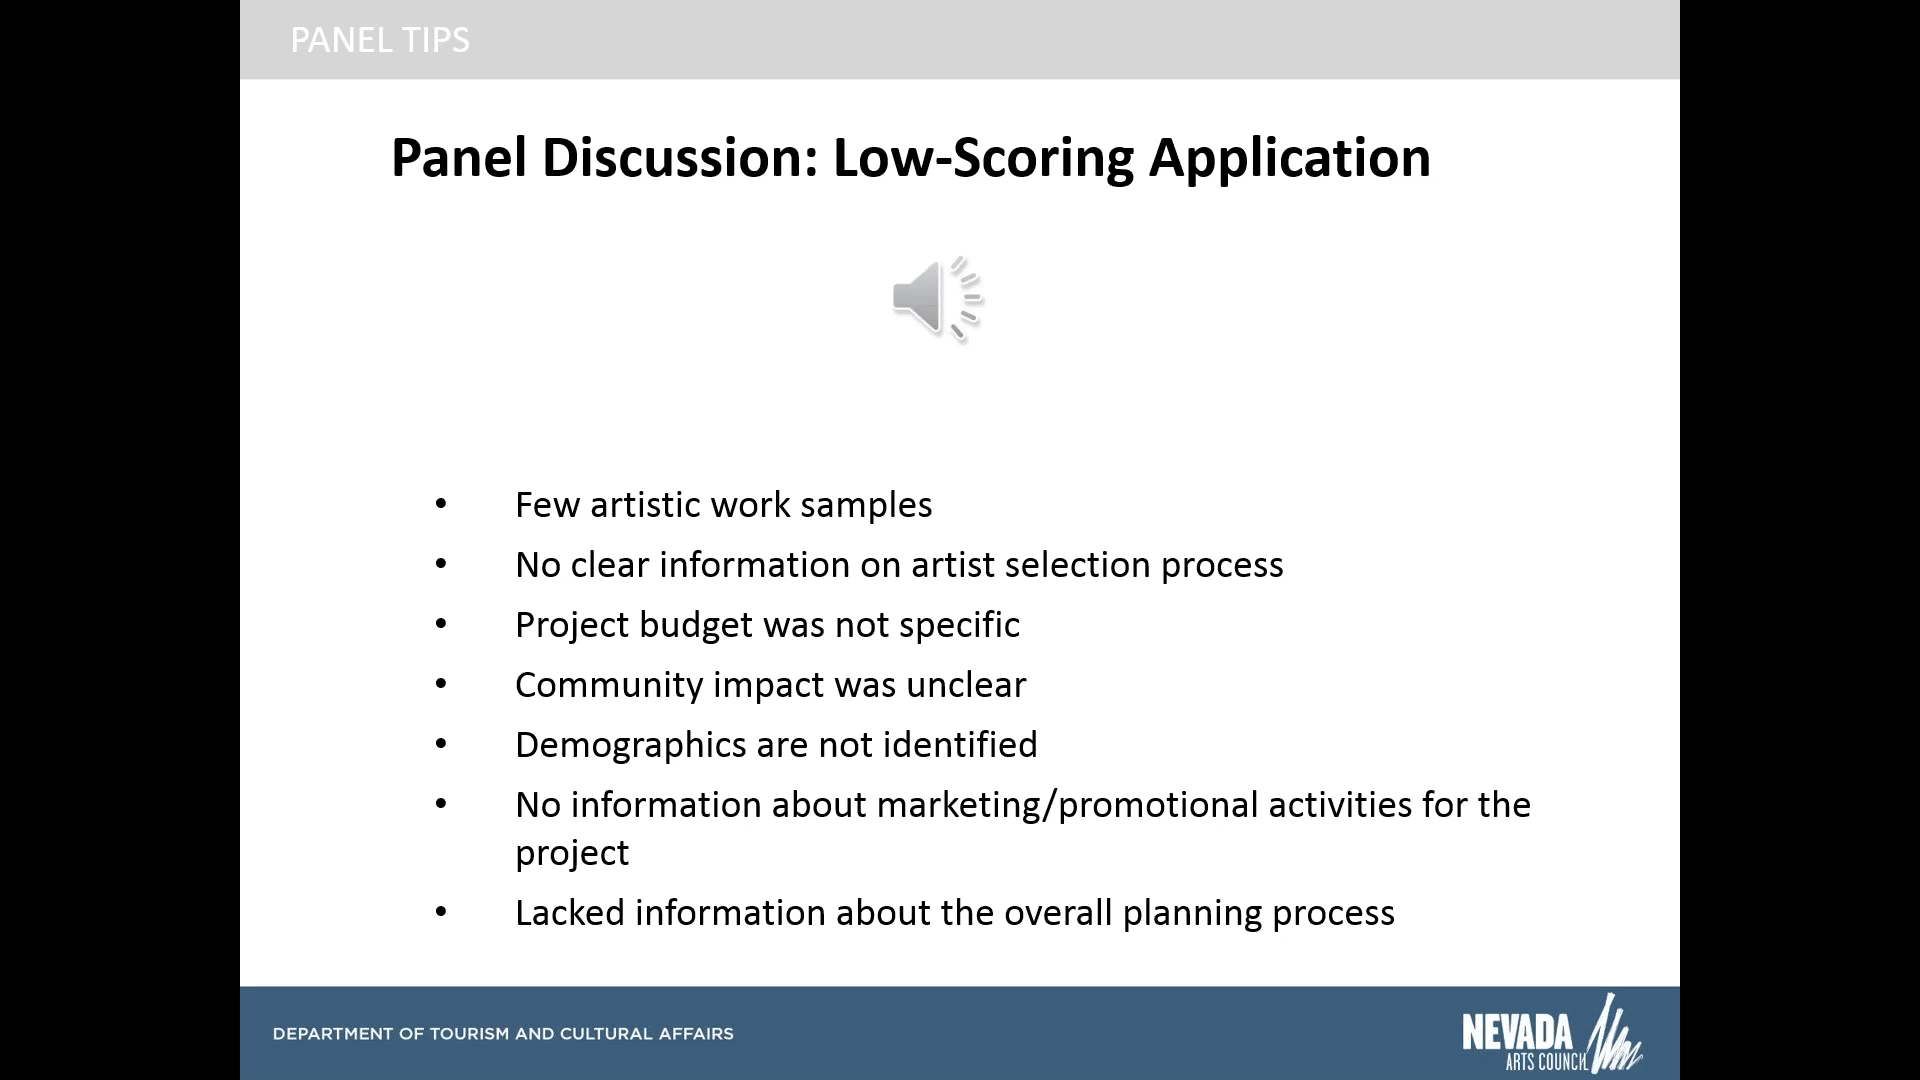 PANEL TIPS
Panel Discussion: Low-Scoring Application
• Few artistic work samples
• No clear information on artist selection process
• Project budget was not specific
• Community impact was unclear
• Demographics are not identified
• No information about marketing/promotional activities for the
project
• Lacked information about the overall planning process
DEPARTMENT OF TOURISM AND CULTURAL AFFAIRS
NEVADA
ARTS COUNCIL